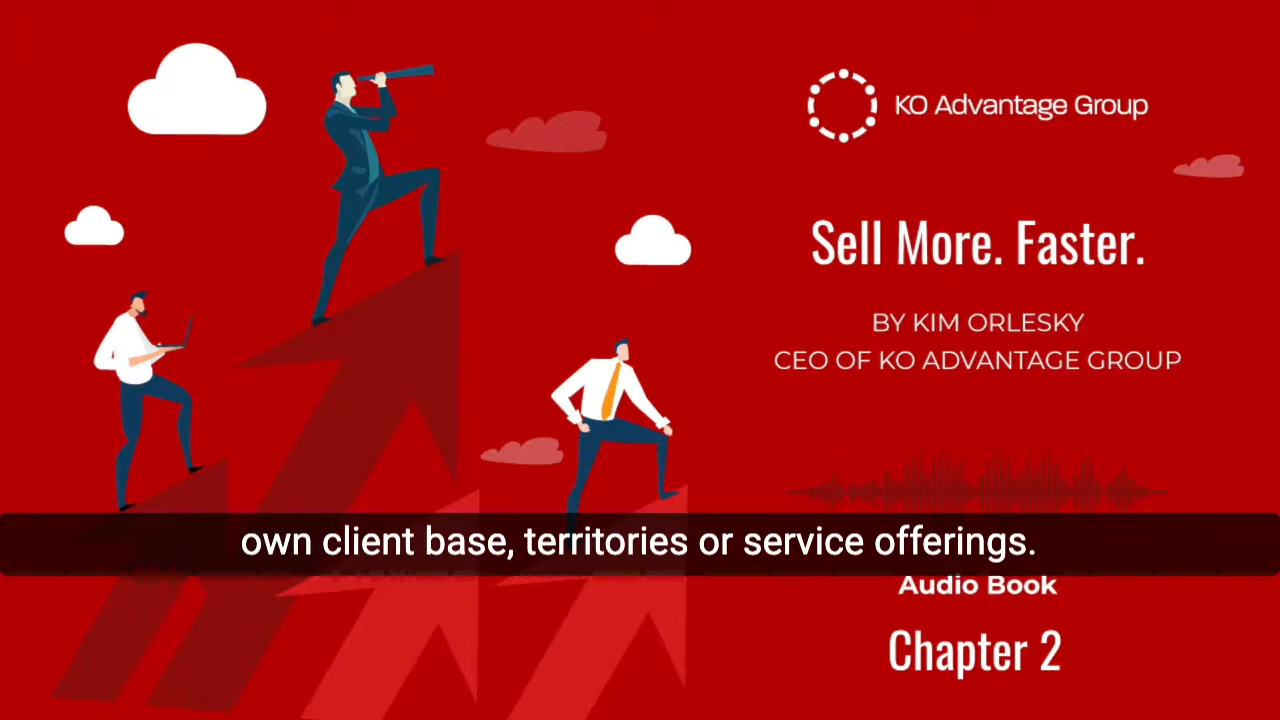 KO Advantage Group
Sell More. Faster.
BY KIM ORLESKY
CEO OF KO ADVANTAGE GROUP
own client base, territories or service offerings.
Audio Book
Chapter 2